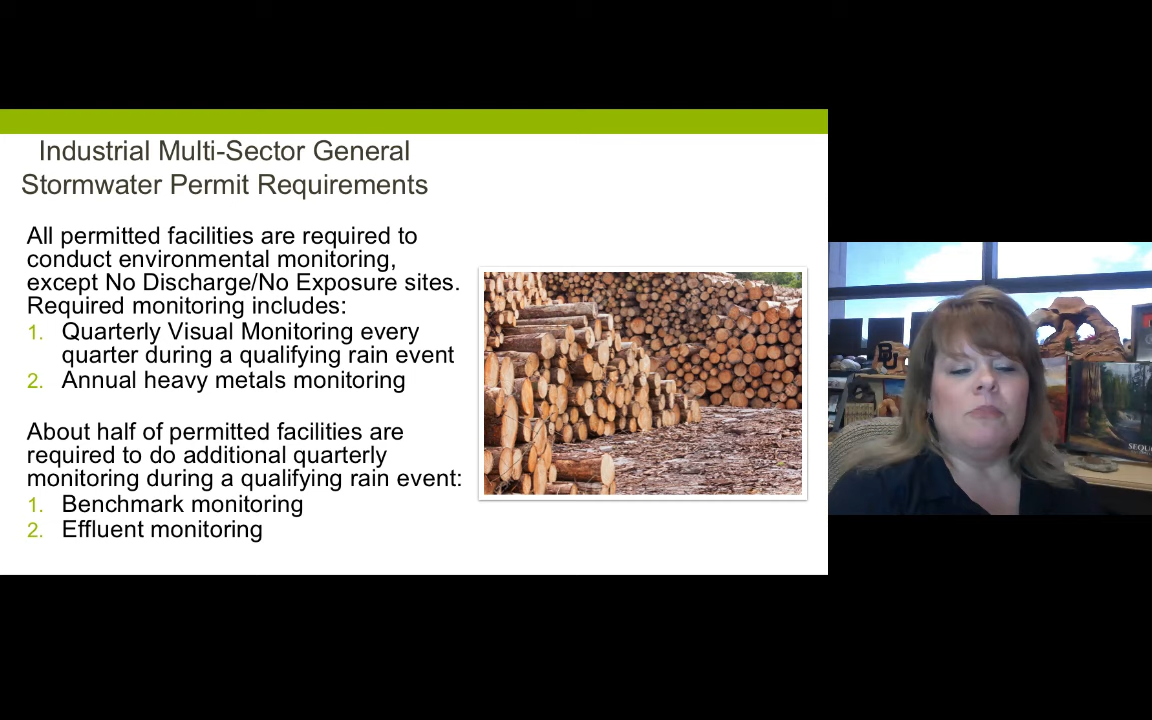 Industrial Multi-Sector General
Stormwater Permit Requirements
All permitted facilities are required to
conduct environmental monitoring,
except No Discharge/No Exposure sites.
Required monitoring includes:
1. Quarterly Visual Monitoring every
quarter during a qualifying rain event
2. Annual heavy metals monitoring
About half of permitted facilities are
required to do additional quarterly
monitoring during a qualifying rain event:
1. Benchmark monitoring
2. Effluent monitoring
BU
SEQU